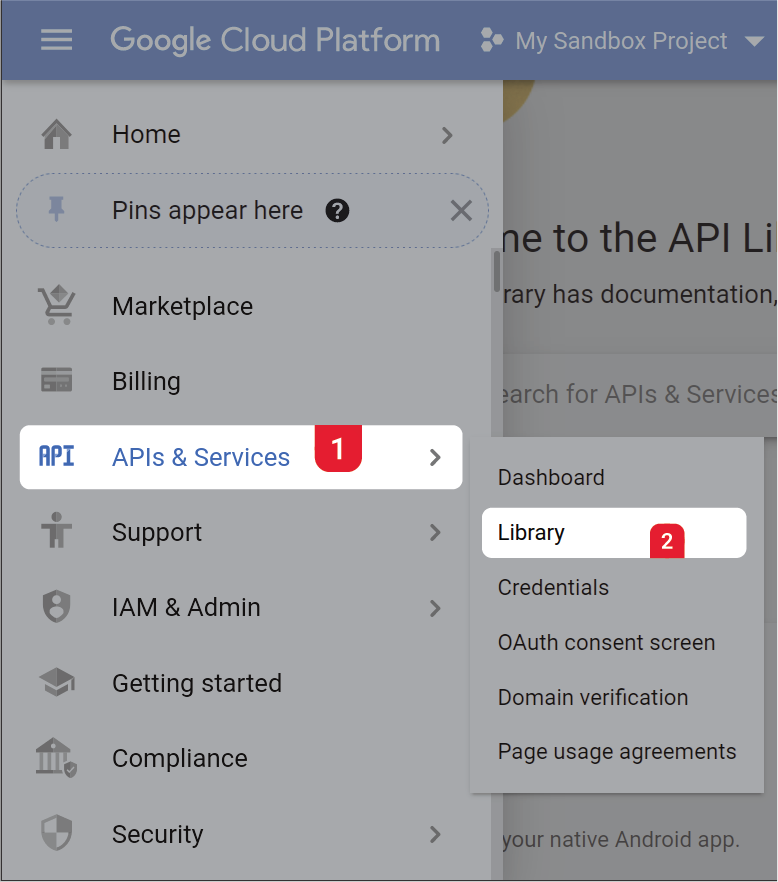 Google Cloud Platform My Sandbox Project
Home
Pins appear here ?
me to the API Li
rary has documentation,
Marketplace
Billing
earch for APIs & Services
API APIs & Services 1
Dashboard
Library 2
Support
Credentials
IAM & Admin
OAuth consent screen
Getting started
Domain verification
Compliance
Page usage agreements
Security
your native Android app.